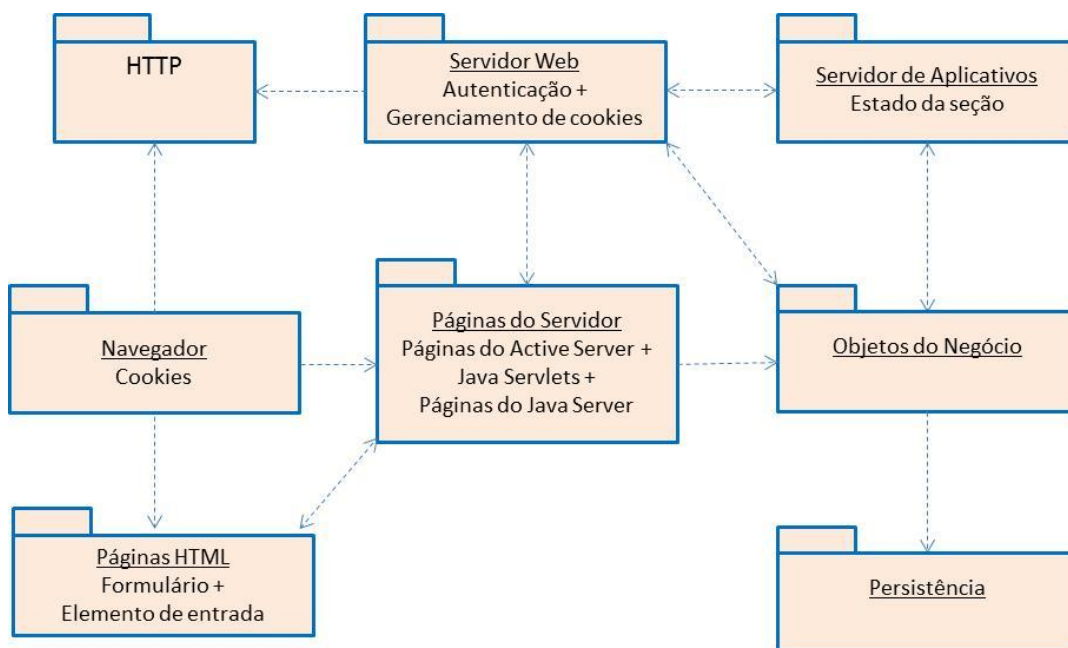 HTTP
Servidor Web
Autenticação +
Gerenciamento de cookies
Servidor de Aplicativos
Estado da seção
Navegador
Cookies
Páginas do Servidor
Páginas do Active Server +
Java Servlets +
Páginas do Java Server
Objetos do Negócio
Páginas HTML
Formulário +
Elemento de entrada
Persistência